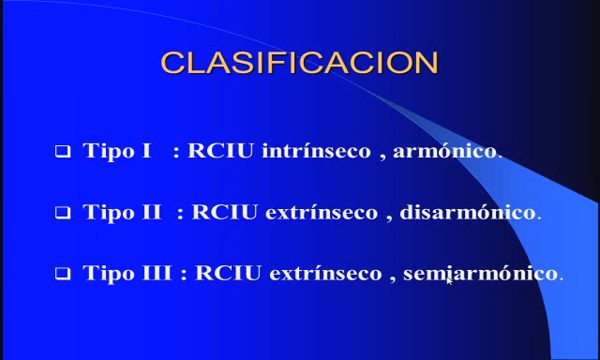 CLASIFICACION
❑ Tipo I : RCIU intrínseco , armónico.
❑ Tipo II : RCIU extrínseco , disarmónico.
❑ Tipo III : RCIU extrínseco , semiarmónico.